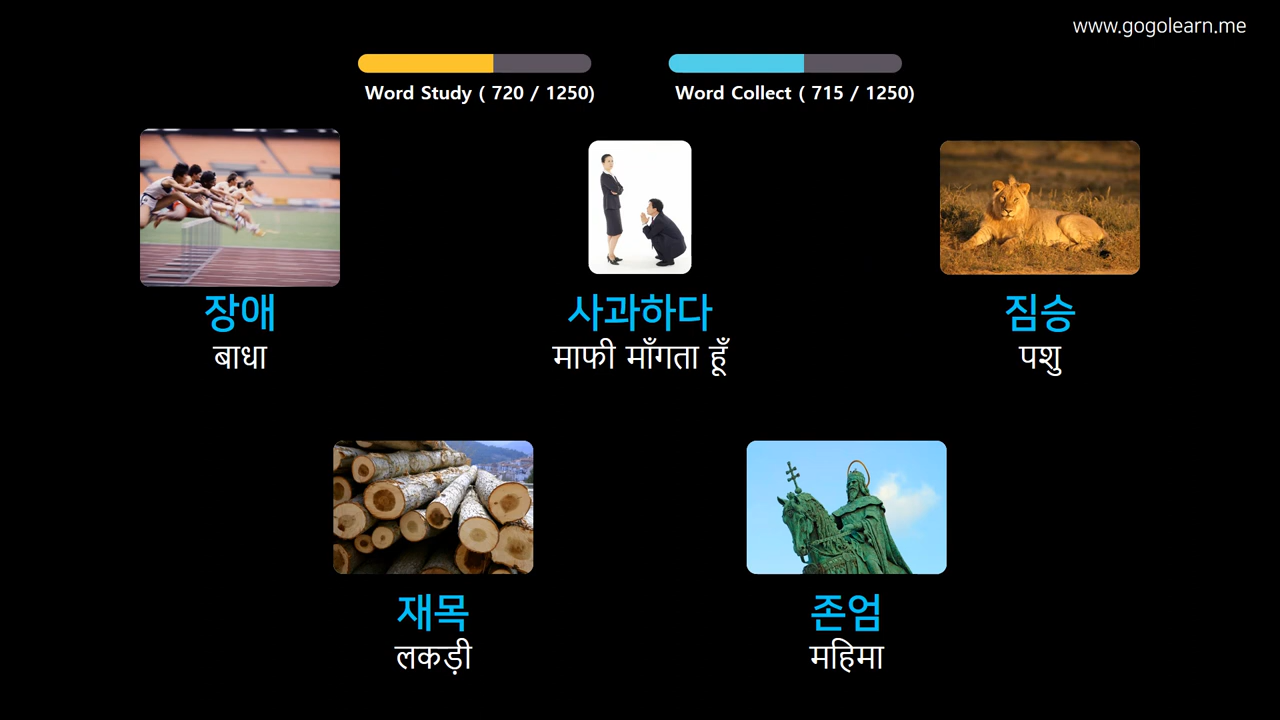 www.gogolearn.me
Word Study ( 720 / 1250)
Word Collect ( 715 / 1250)
장애
बाधा
사과하다
माफी माँगता हूँ
짐승
पशु
재목
लकड़ी
존엄
महिमा